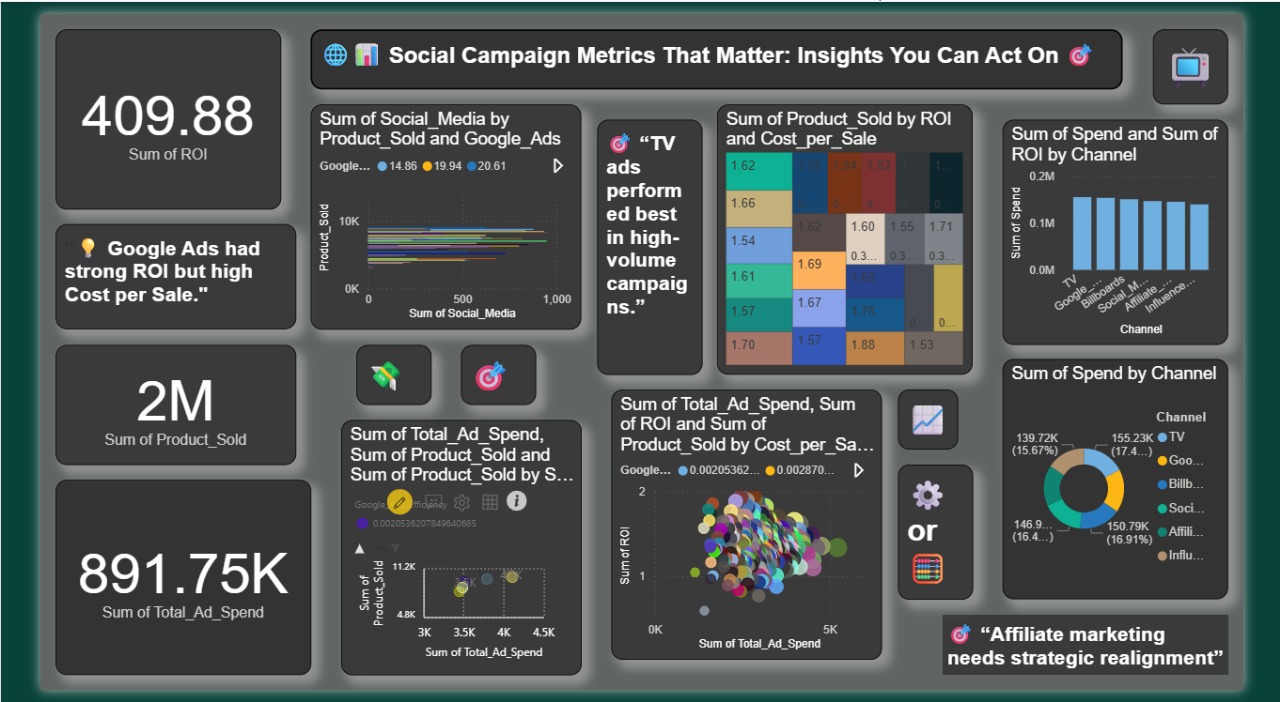 409.88
Sum of ROI
Social Campaign Metrics That Matter: Insights You Can Act On
Sum of Social_Media by
Product_Sold and Google_Ads
Google... 14.86 19.94 20.61
Product_Sold
10K
0K
0 500 1,000
Sum of Social_Media
“TV
ads
perform
ed best
in high-
volume
campaig
ns.”
Sum of Product_Sold by ROI
and Cost_per_Sale
1.62
1.66
1.54
1.61
1.57
1.70
1.84
1.82
1.62
1.60
0.3...
1.55
0.3...
1.71
0.3...
1.69
1.67
1.78
1.57
1.88
1.53
0...
Sum of Spend and Sum of
ROI by Channel
Sum of Spend
0.2M
0.1M
0.0M
TV
Google_...
Billboards
Social_M...
Affiliate_...
Influence...
Channel
Google Ads had
strong ROI but high
Cost per Sale."
2M
Sum of Product_Sold
891.75K
Sum of Total_Ad_Spend
Sum of Total_Ad_Spend,
Sum of Product_Sold and
Sum of Product_Sold by S...
0.0020536207849640685
Sum of
Product_Sold
11.2K
4.8K
3K 3.5K 4K 4.5K
Sum of Total_Ad_Spend
Sum of Total_Ad_Spend, Sum
of ROI and Sum of
Product_Sold by Cost_per_Sa...
Google... 0.00205362... 0.002870...
Sum of ROI
2
1
0K 5K
Sum of Total_Ad_Spend
or
Sum of Spend by Channel
139.72K
(15.67%)
155.23K
(17.4...)
146.9...
(16.4...)
150.79K
(16.91%)
Channel
TV
Goo...
Billb...
Soci...
Affili...
Influ...
“Affiliate marketing
needs strategic realignment”